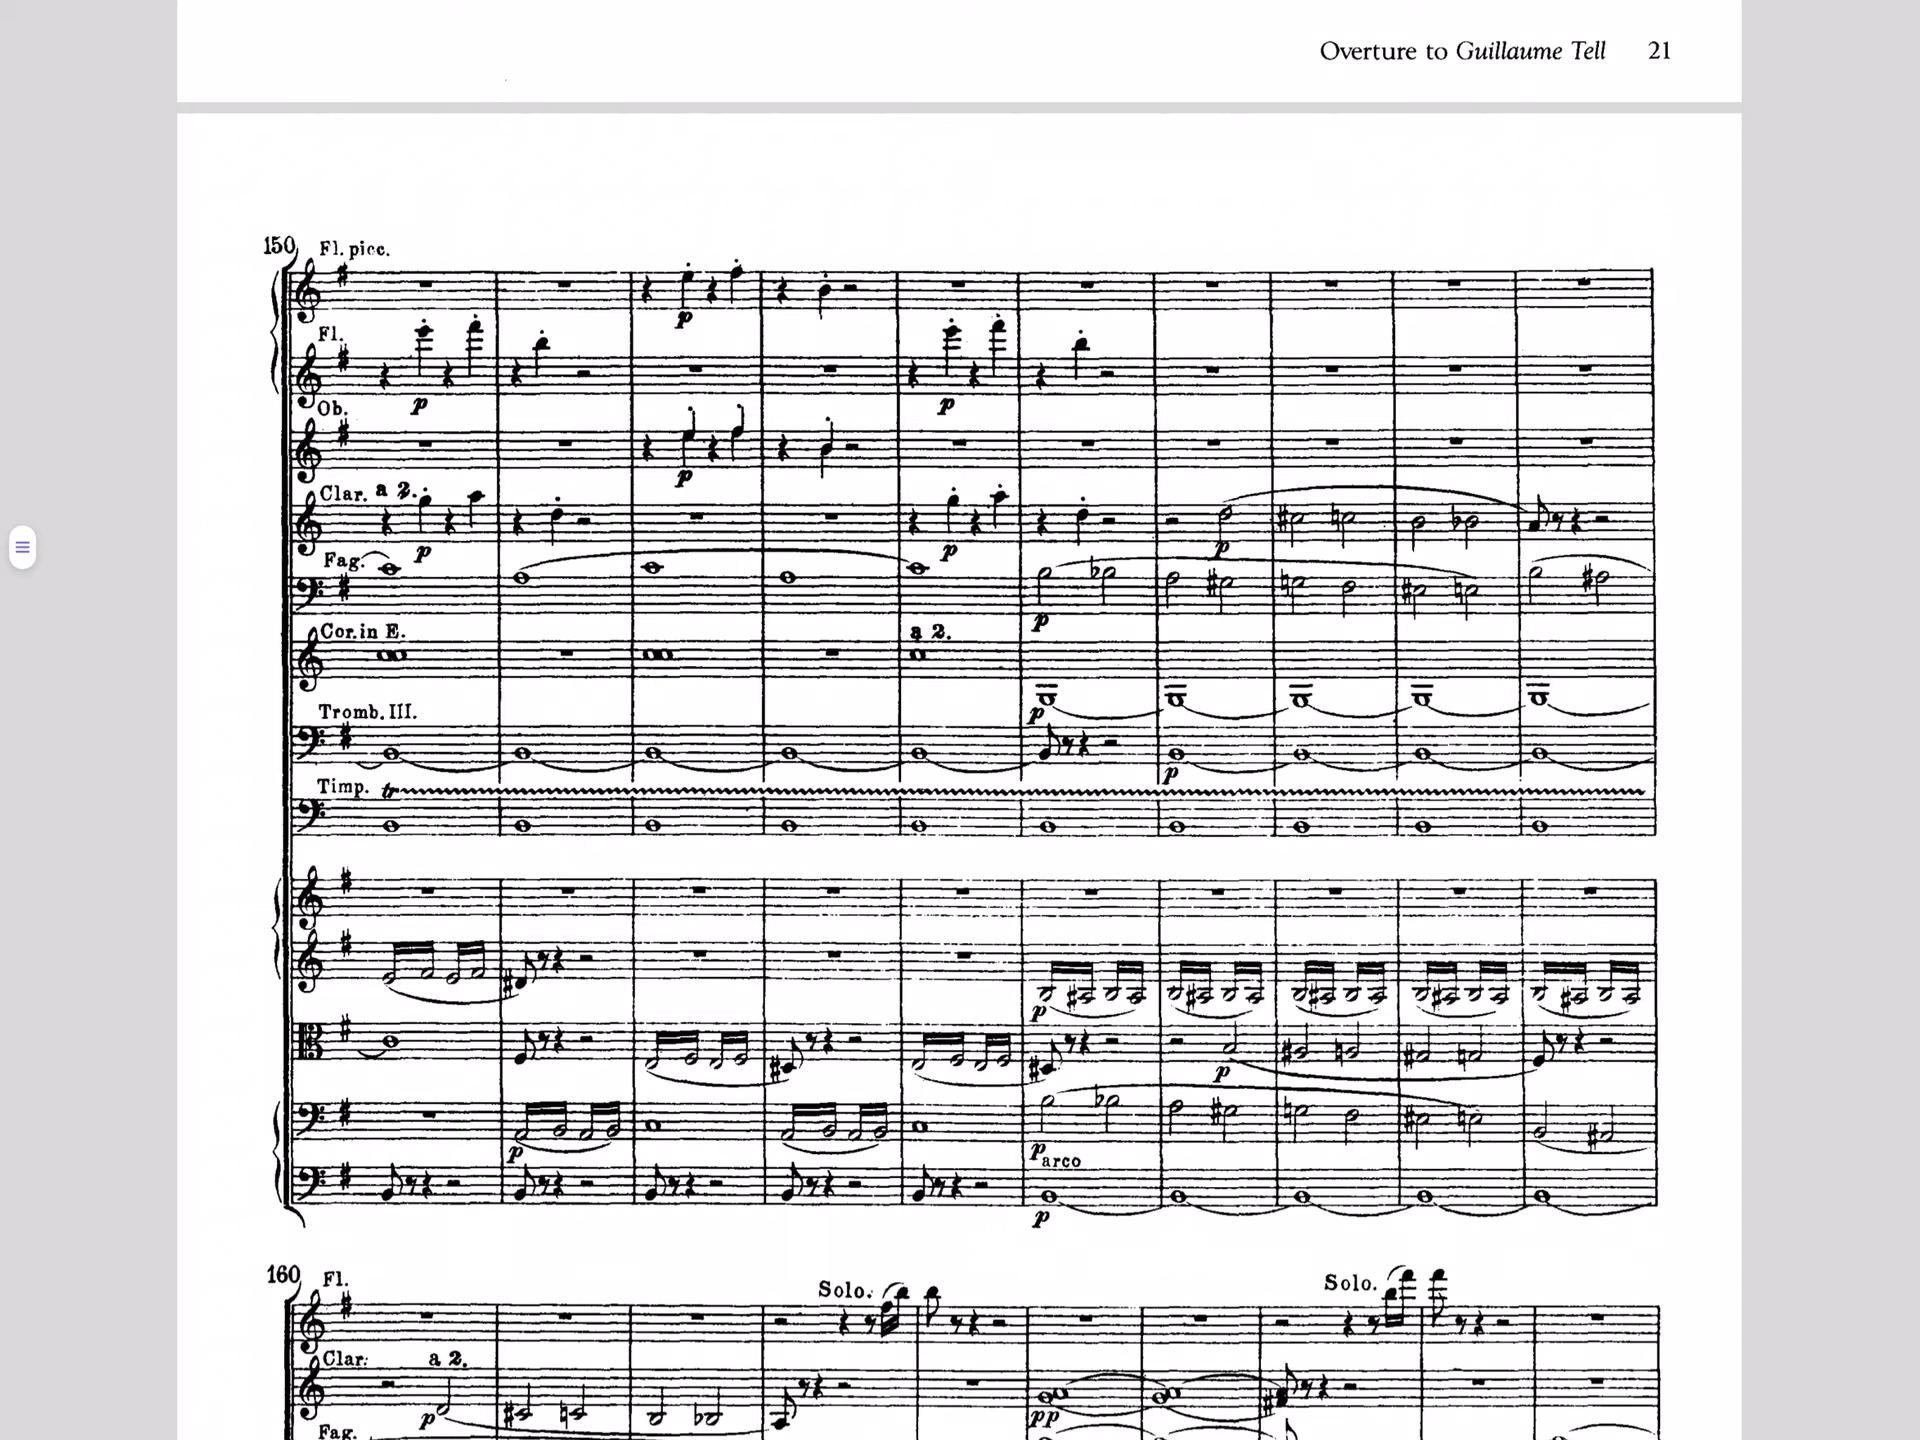 Overture to Guillaume Tell 21
150 Fl. picc.
p
Fl.
p p
Ob.
p
Clar. a 2.
p p p
Fag.
p
Cor. in E. a 2.
p
Tromb. III.
p
Timp. tr
p
p
p p
arco
p
160 Fl. Solo. Solo.
Clar. a 2.
p pp
Fag.